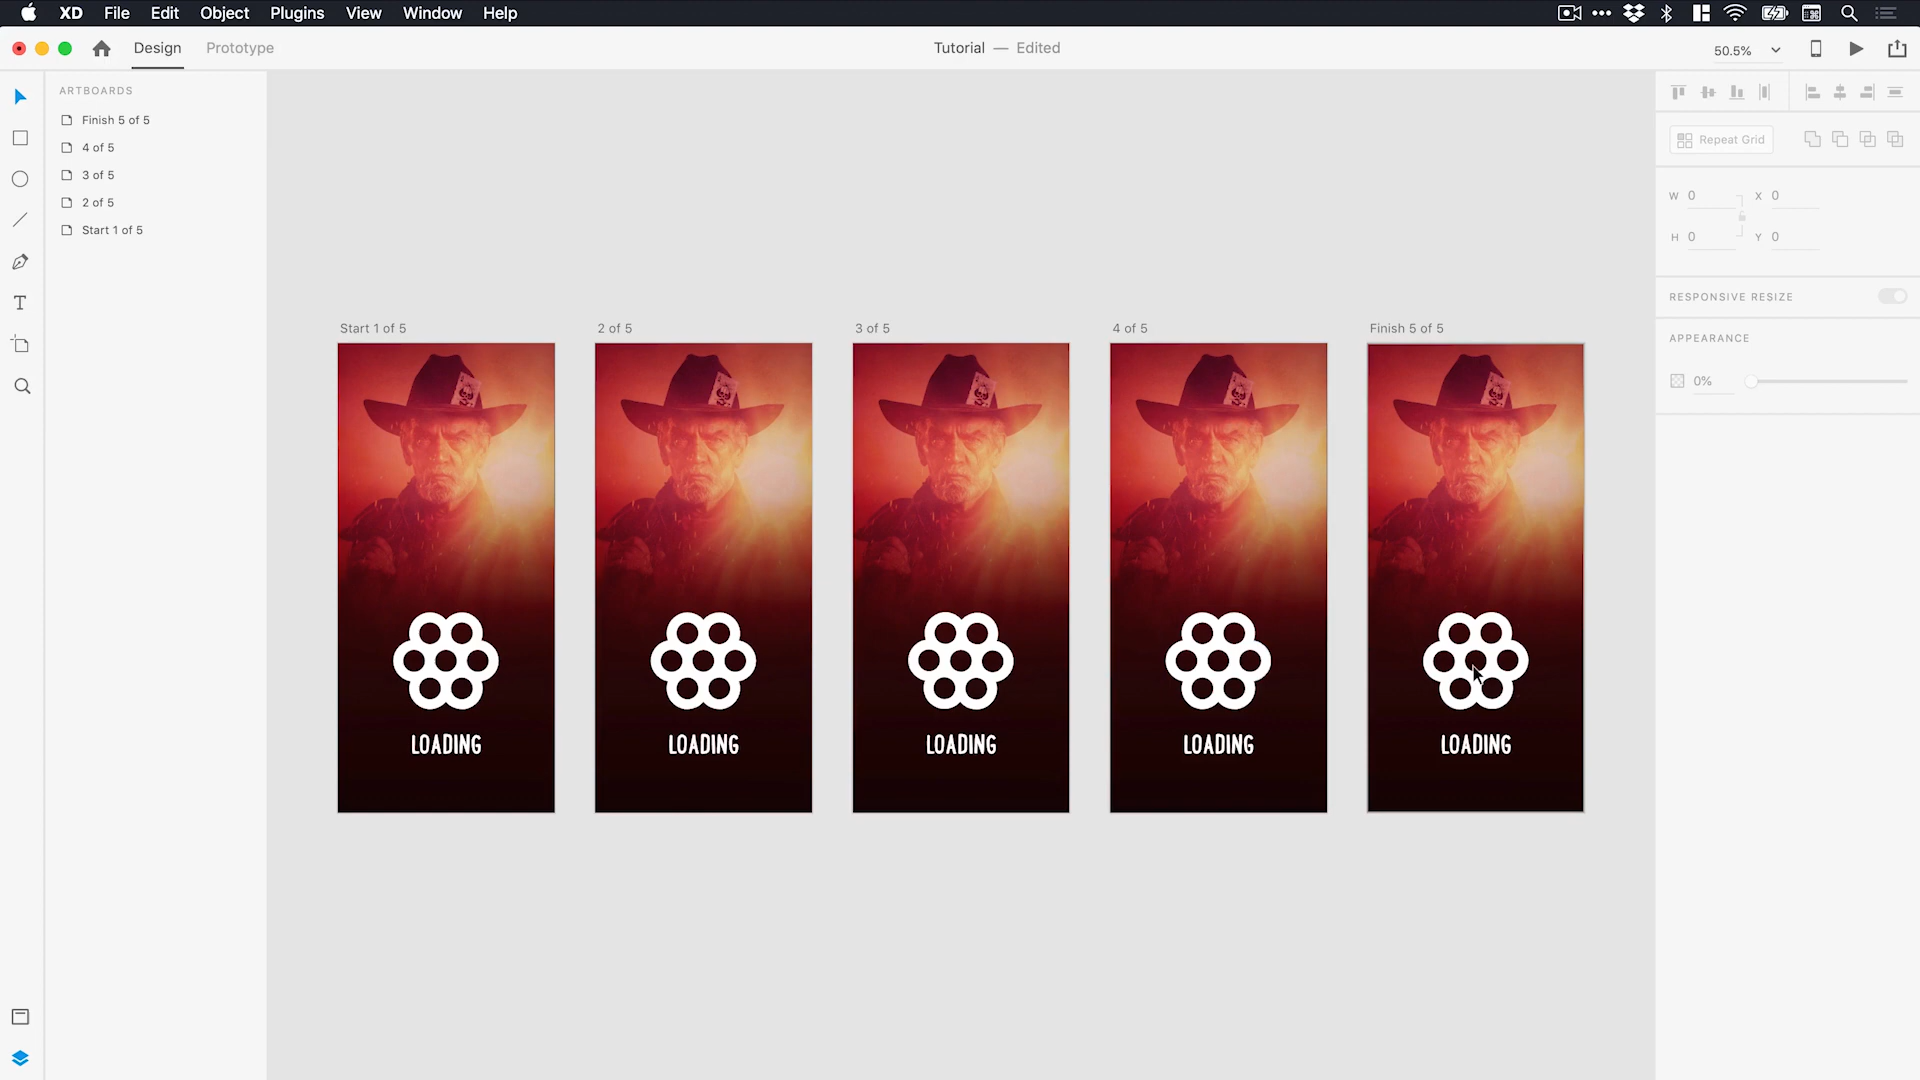 XD File Edit Object Plugins View Window Help
Design Prototype
Tutorial — Edited
50.5%
ARTBOARDS
Finish 5 of 5
4 of 5
3 of 5
2 of 5
Start 1 of 5
Start 1 of 5
2 of 5
3 of 5
4 of 5
Finish 5 of 5
LOADING
LOADING
LOADING
LOADING
LOADING
Repeat Grid
W 0 X 0
H 0 Y 0
RESPONSIVE RESIZE
APPEARANCE
0%